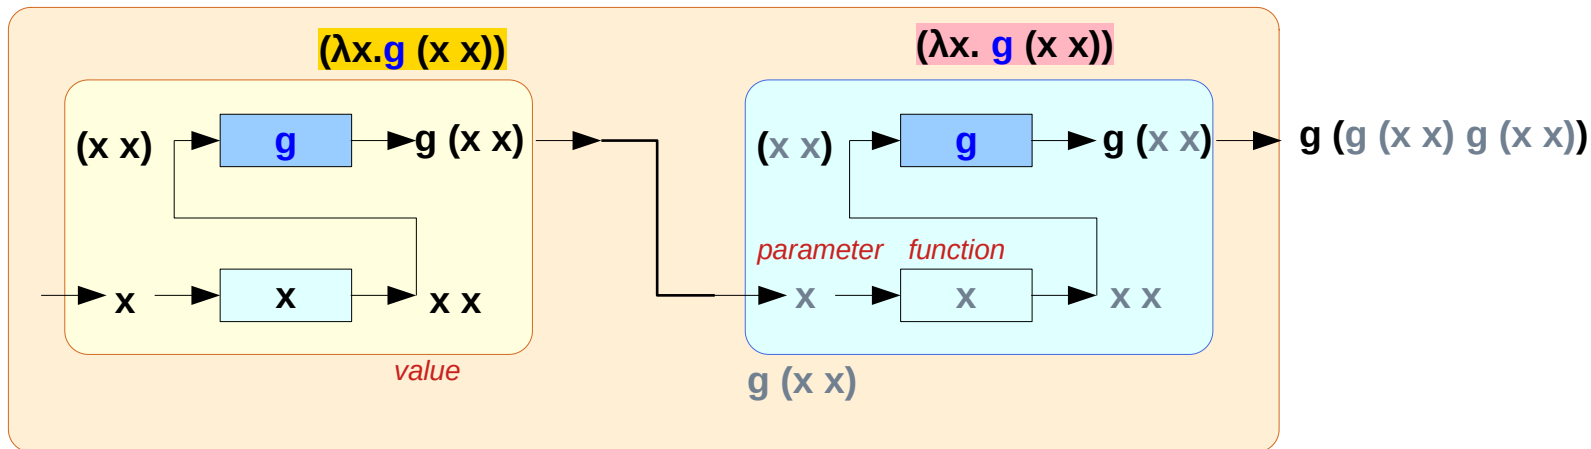 (λx.g (x x))
(λx. g (x x))
(x x)
g
g (x x)
(x x)
g
g (x x)
g (g (x x) g (x x))
parameter
function
x
x
x x
x
x
x x
value
g (x x)